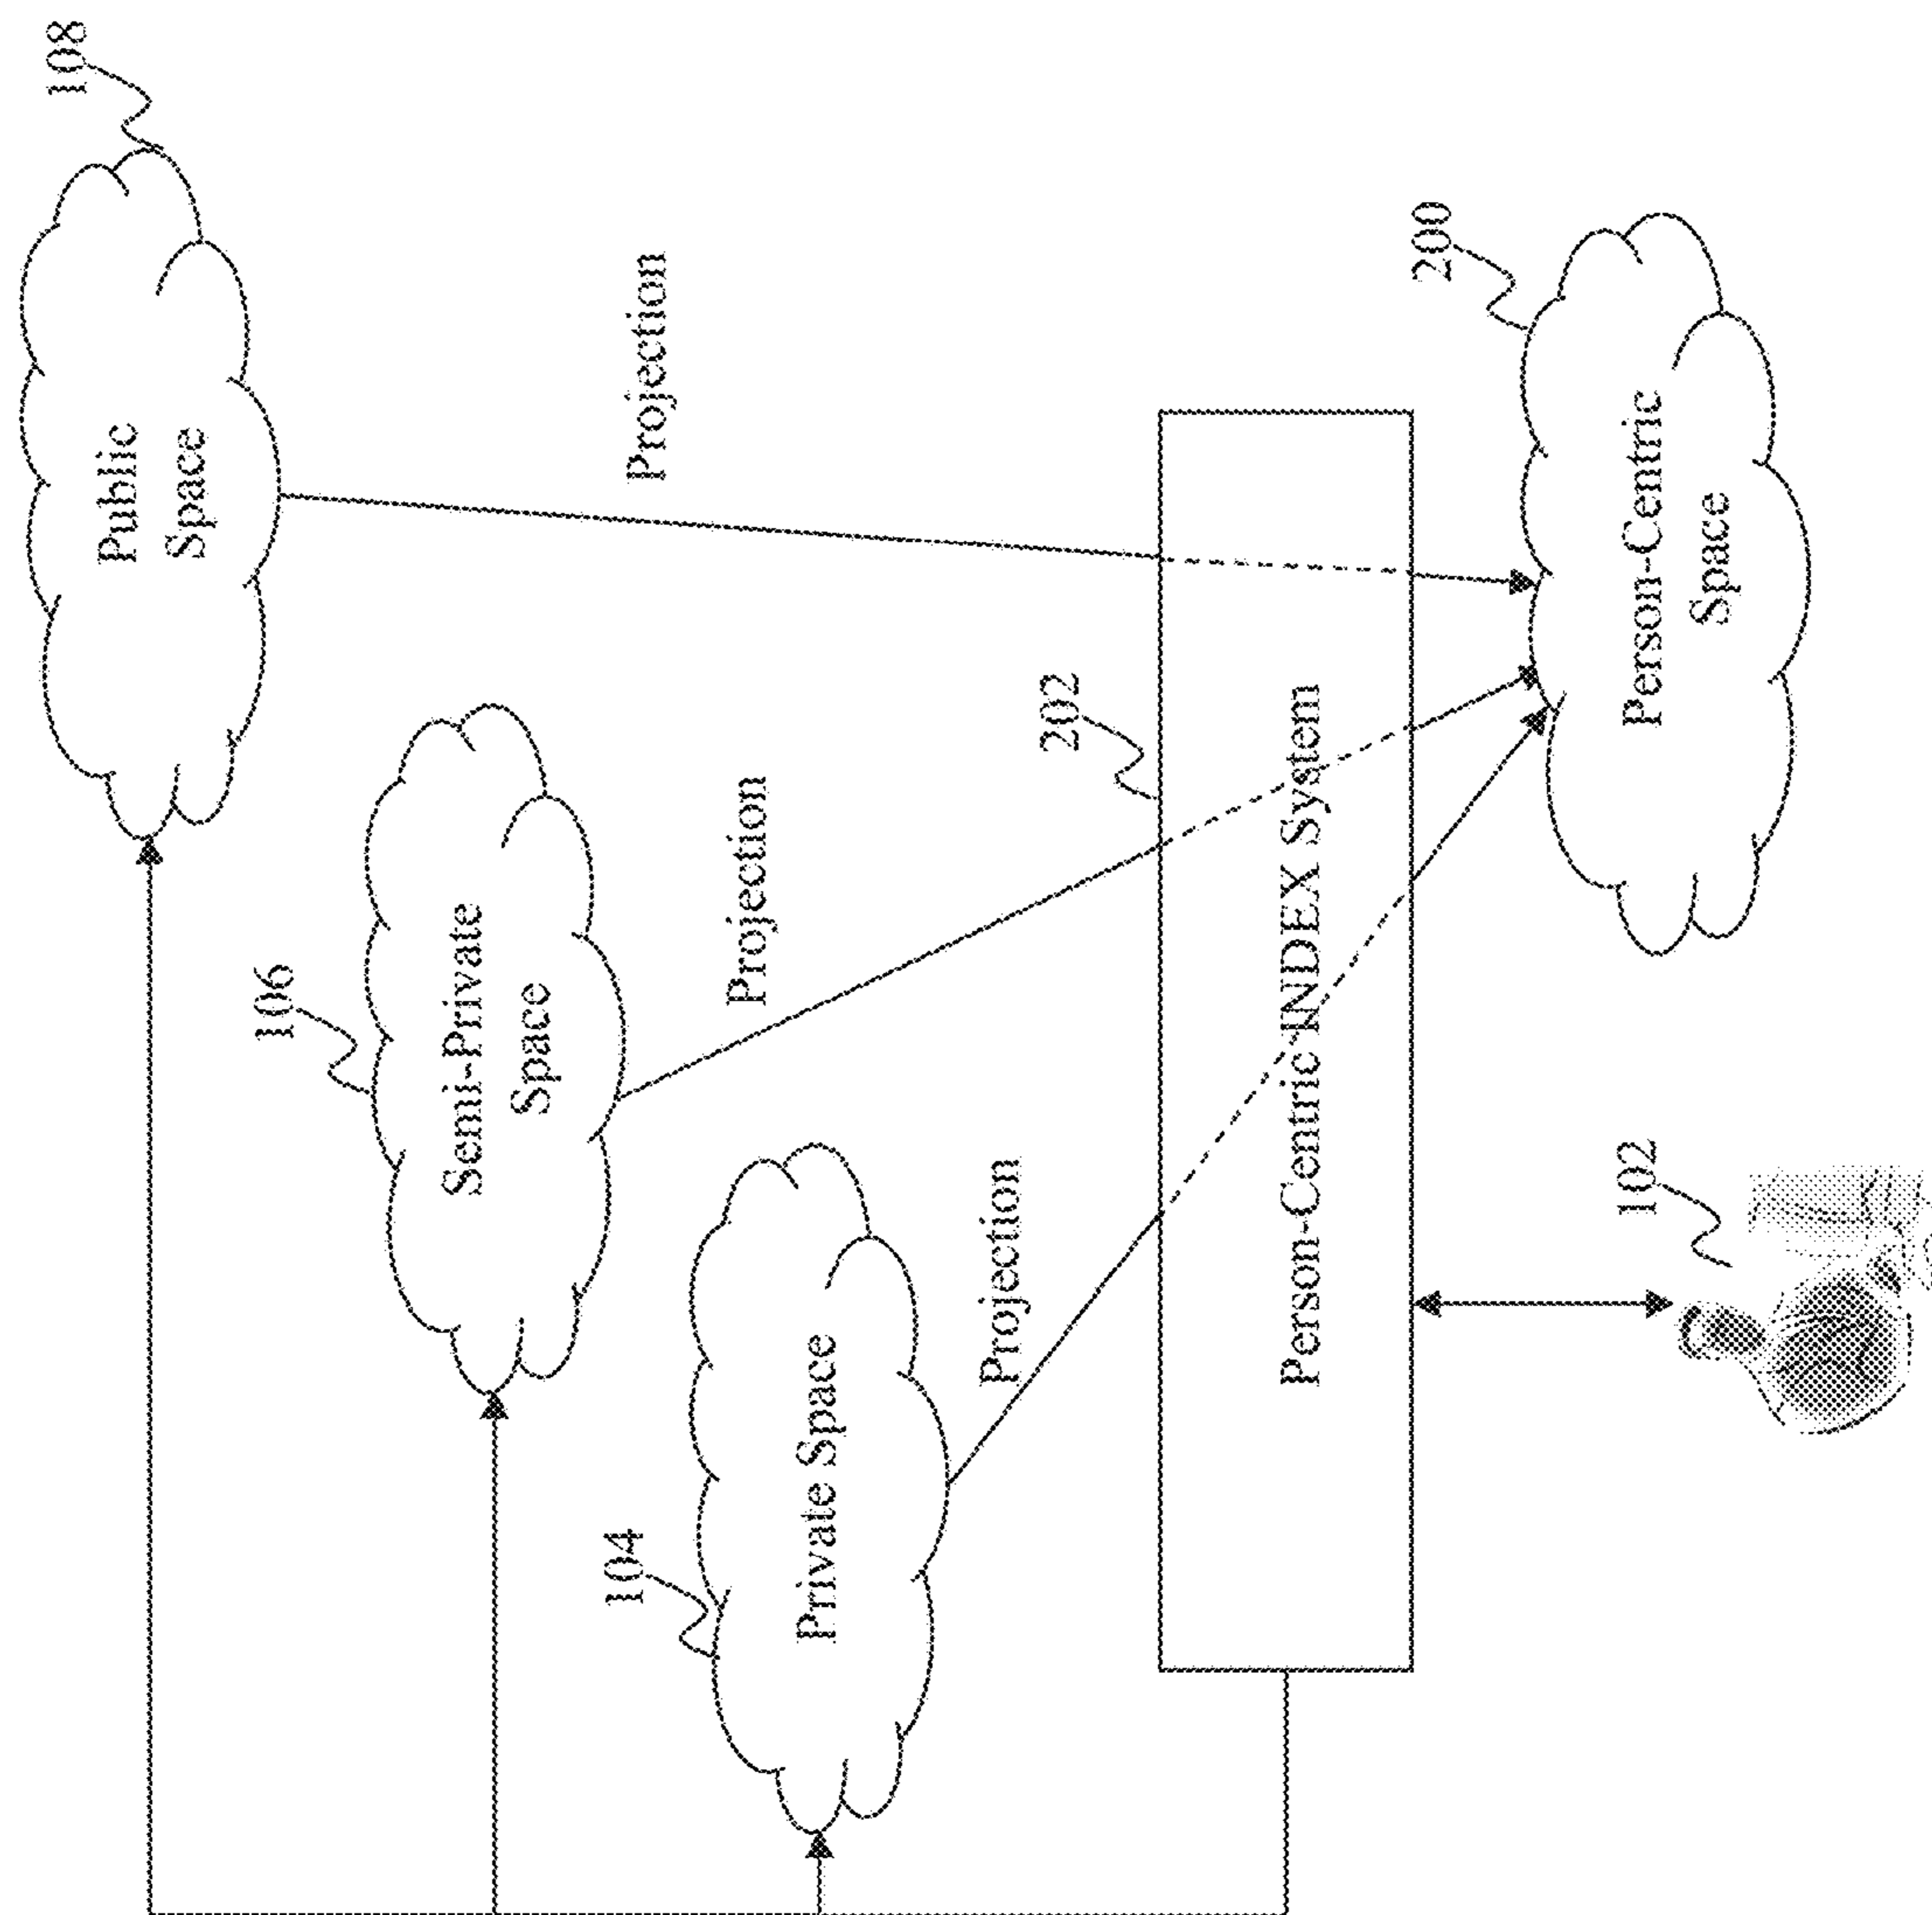 108
Public
Space
Projection
106
Semi-Private
Space
Projection
104
Private Space
Projection
202
Person-Centric INDEX System
200
Person-Centric
Space
102